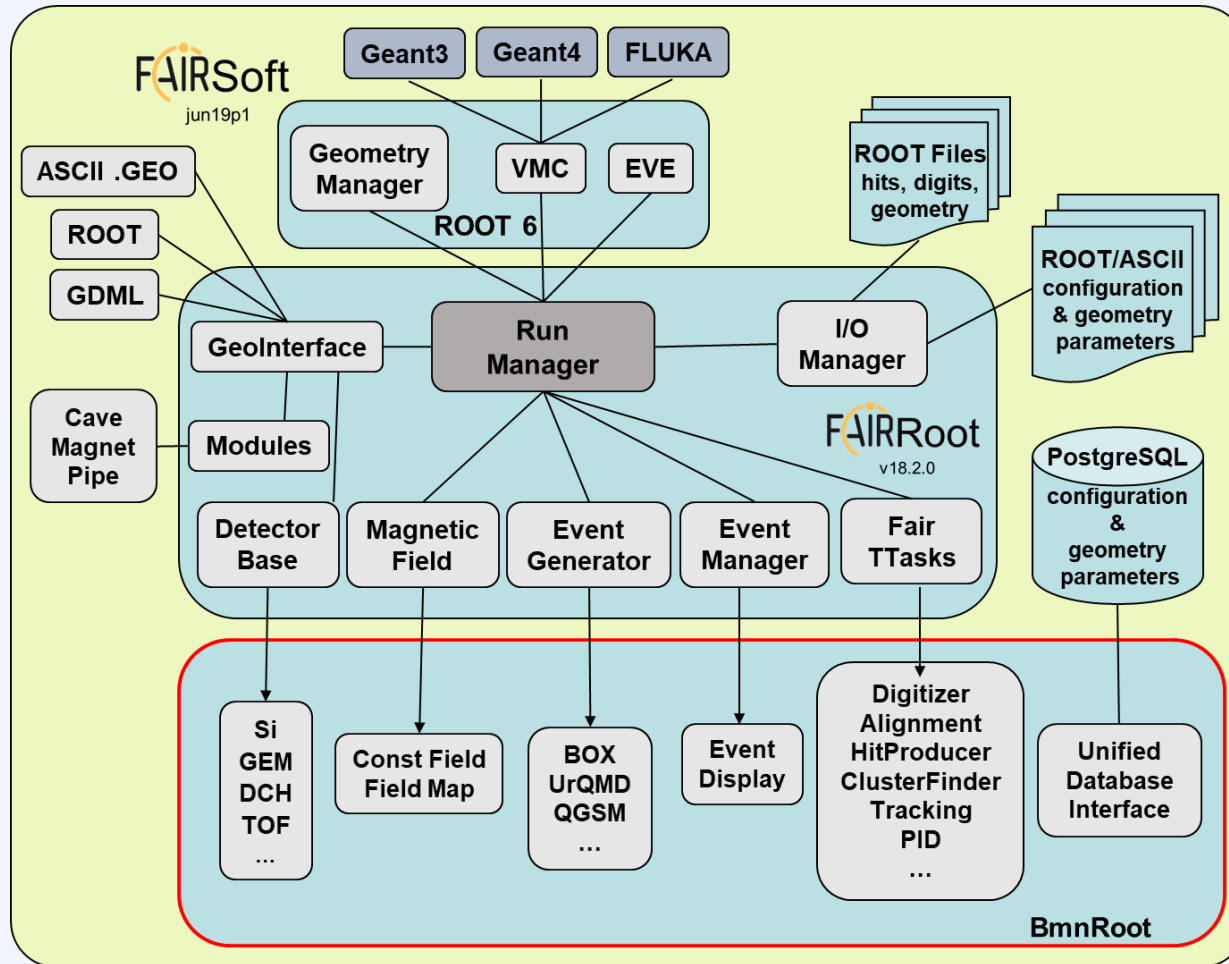 FAIRSoft
jun19p1
Geant3
Geant4
FLUKA
Geometry
Manager
VMC
EVE
ROOT 6
ASCII .GEO
ROOT
GDML
ROOT Files
hits, digits,
geometry
ROOT/ASCII
configuration
& geometry
parameters
GeoInterface
Run
Manager
I/O
Manager
Cave
Magnet
Pipe
Modules
FAIRRoot
v18.2.0
PostgreSQL
configuration
&
geometry
parameters
Detector
Base
Magnetic
Field
Event
Generator
Event
Manager
Fair
TTasks
Si
GEM
DCH
TOF
...
Const Field
Field Map
BOX
UrQMD
QGSM
...
Event
Display
Digitizer
Alignment
HitProducer
ClusterFinder
Tracking
PID
...
Unified
Database
Interface
BmnRoot